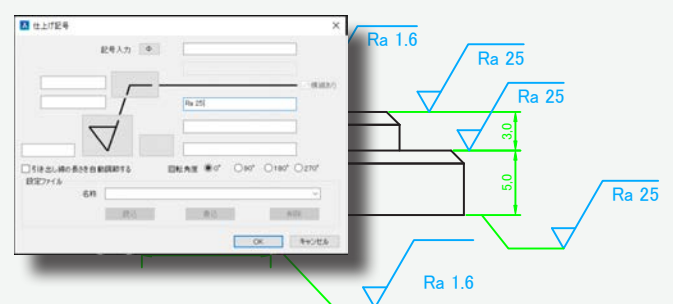 仕上げ記号
記号入力 Φ
横線あり
Ra 25
引き出し線の長さを自動調節する
回転角度 0° 90° 180° 270°
設定ファイル
名称
読込 書込 削除
OK キャンセル
Ra 1.6
Ra 25
Ra 25
3.0
5.0
Ra 25
Ra 1.6